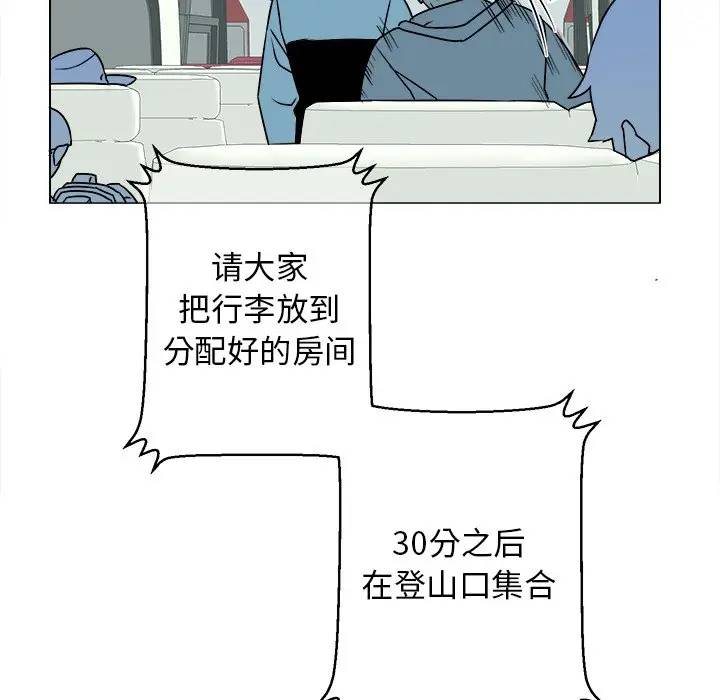 请大家
把行李放到
分配好的房间
30分之后
在登山口集合